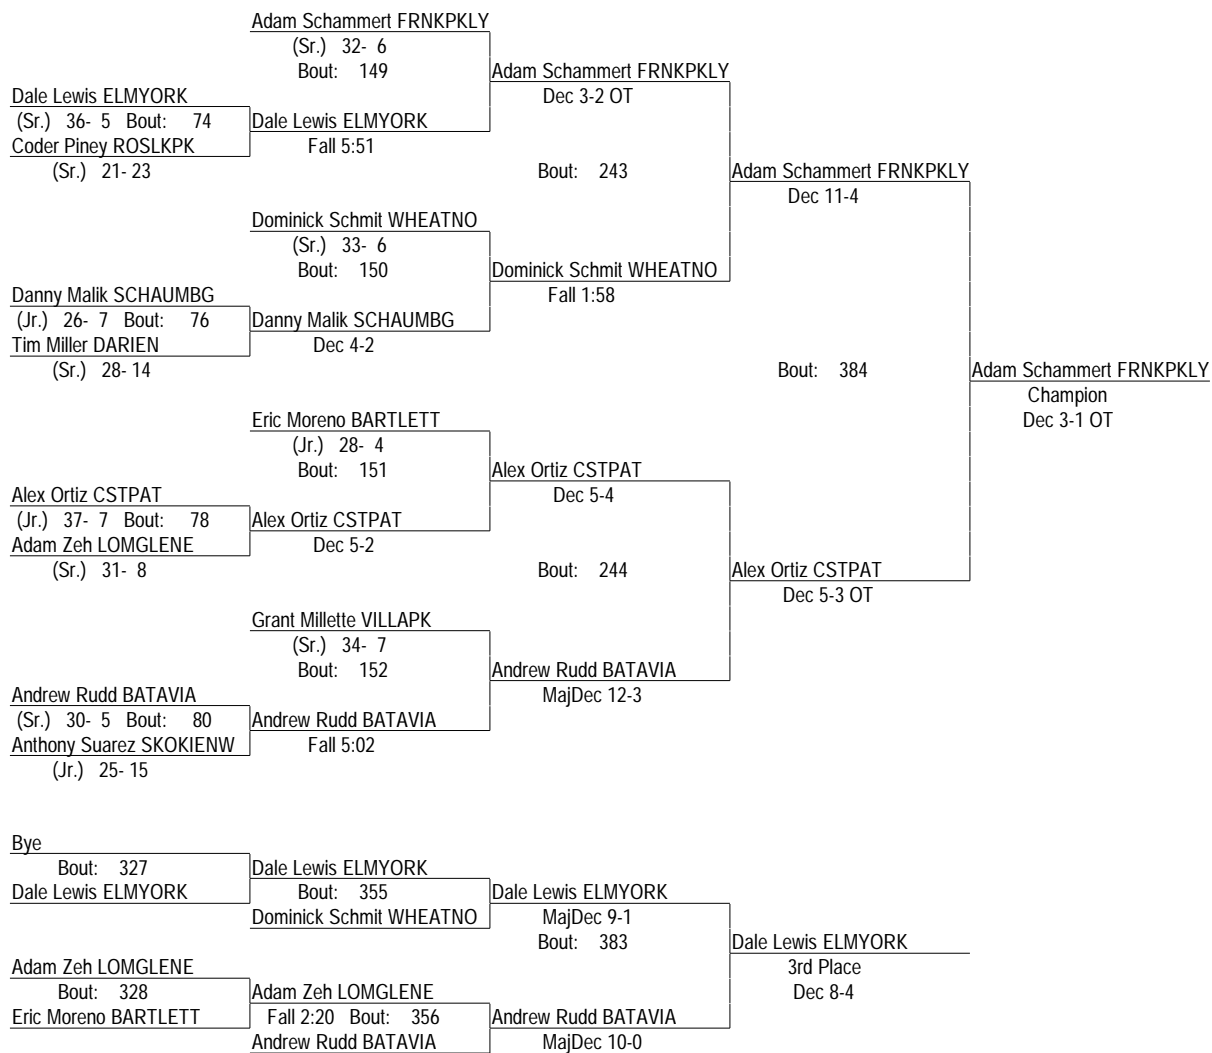 Adam Schammert FRNKPKLY
(Sr.) 32- 6
Bout: 149
Adam Schammert FRNKPKLY
Dale Lewis ELMYORK
Dec 3-2 OT
(Sr.) 36- 5 Bout: 74
Dale Lewis ELMYORK
Coder Piney ROSLKPK
Fall 5:51
(Sr.) 21- 23
Bout: 243
Adam Schammert FRNKPKLY
Dec 11-4
Dominick Schmit WHEATNO
(Sr.) 33- 6
Bout: 150
Dominick Schmit WHEATNO
Danny Malik SCHAUMBG
Fall 1:58
(Jr.) 26- 7 Bout: 76
Danny Malik SCHAUMBG
Tim Miller DARIEN
Dec 4-2
(Sr.) 28- 14
Bout: 384
Adam Schammert FRNKPKLY
Champion
Dec 3-1 OT
Eric Moreno BARTLETT
(Jr.) 28- 4
Bout: 151
Alex Ortiz CSTPAT
Alex Ortiz CSTPAT
Dec 5-4
(Jr.) 37- 7 Bout: 78
Alex Ortiz CSTPAT
Adam Zeh LOMGLENE
Dec 5-2
(Sr.) 31- 8
Bout: 244
Alex Ortiz CSTPAT
Dec 5-3 OT
Grant Millette VILLAPK
(Sr.) 34- 7
Bout: 152
Andrew Rudd BATAVIA
Andrew Rudd BATAVIA
MajDec 12-3
(Sr.) 30- 5 Bout: 80
Andrew Rudd BATAVIA
Anthony Suarez SKOKIENW
Fall 5:02
(Jr.) 25- 15
Bye
Bout: 327
Dale Lewis ELMYORK
Dale Lewis ELMYORK
Bout: 355
Dale Lewis ELMYORK
Dominick Schmit WHEATNO
MajDec 9-1
Bout: 383
Dale Lewis ELMYORK
3rd Place
Dec 8-4
Adam Zeh LOMGLENE
Bout: 328
Adam Zeh LOMGLENE
Eric Moreno BARTLETT
Fall 2:20 Bout: 356
Andrew Rudd BATAVIA
Andrew Rudd BATAVIA
MajDec 10-0